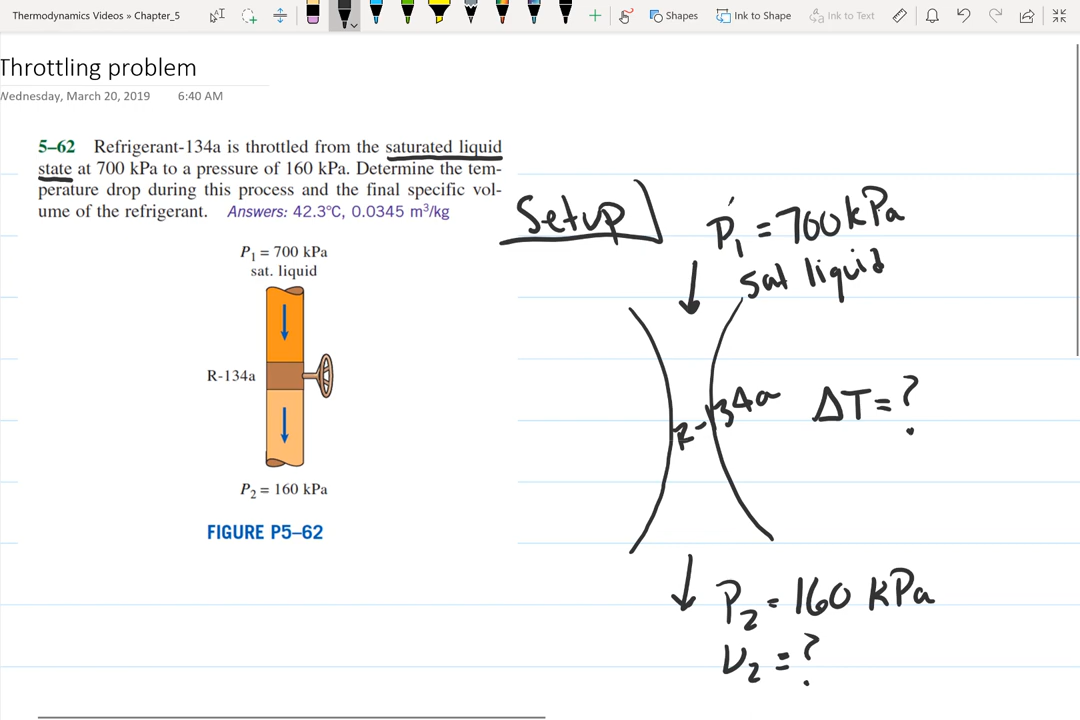 Thermodynamics Videos » Chapter_5
Shapes
Ink to Shape
Ink to Text
Throttling problem
Wednesday, March 20, 2019 6:40 AM
5–62 Refrigerant-134a is throttled from the saturated liquid
state at 700 kPa to a pressure of 160 kPa. Determine the tem-
perature drop during this process and the final specific vol-
ume of the refrigerant. Answers: 42.3°C, 0.0345 m³/kg
P₁ = 700 kPa
sat. liquid
R-134a
P₂ = 160 kPa
FIGURE P5–62
Setup
P₁ = 700 kPa
sat liquid
R-134a
ΔT = ?
P₂ = 160 kPa
ν₂ = ?